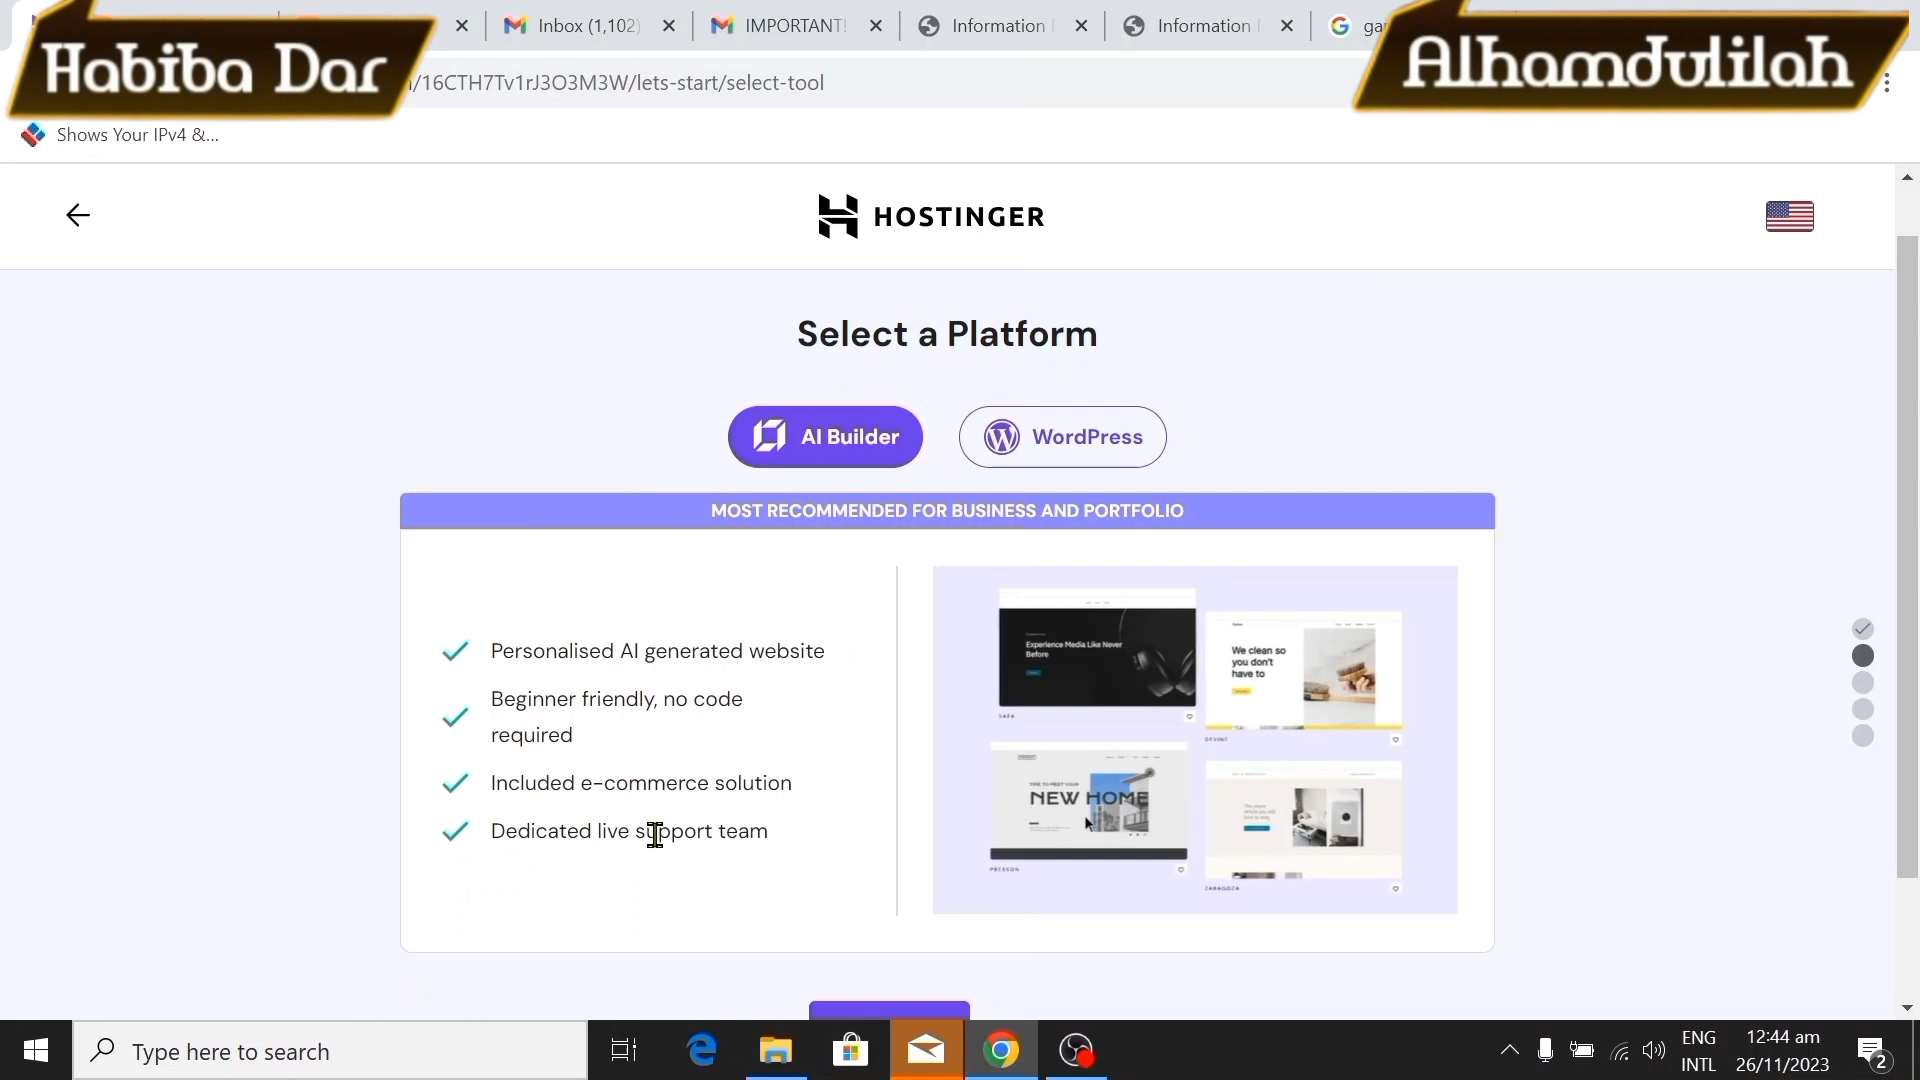 Habiba Dar
Alhamdulilah
Inbox (1,102)
IMPORTANT!
Information
Information
/16CTH7Tv1rJ3O3M3W/lets-start/select-tool
Shows Your IPv4 &...
HOSTINGER
Select a Platform
AI Builder
WordPress
MOST RECOMMENDED FOR BUSINESS AND PORTFOLIO
Personalised AI generated website
Beginner friendly, no code
required
Included e-commerce solution
Dedicated live support team
Experience Media Like Never
Before
We clean so
you don't
have to
NEW HOME
Type here to search
ENG
INTL
12:44 am
26/11/2023
2